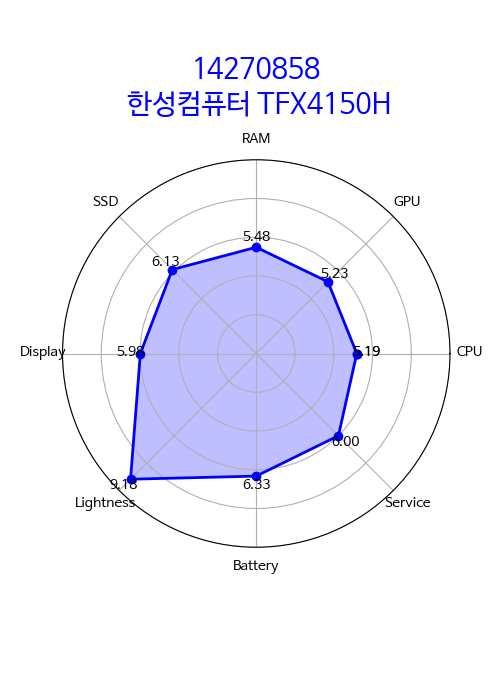 14270858
한성컴퓨터 TFX4150H
RAM
SSD
GPU
5.48
6.13
5.23
Display
5.98
5.19
CPU
6.00
9.18
6.33
Lightness
Service
Battery